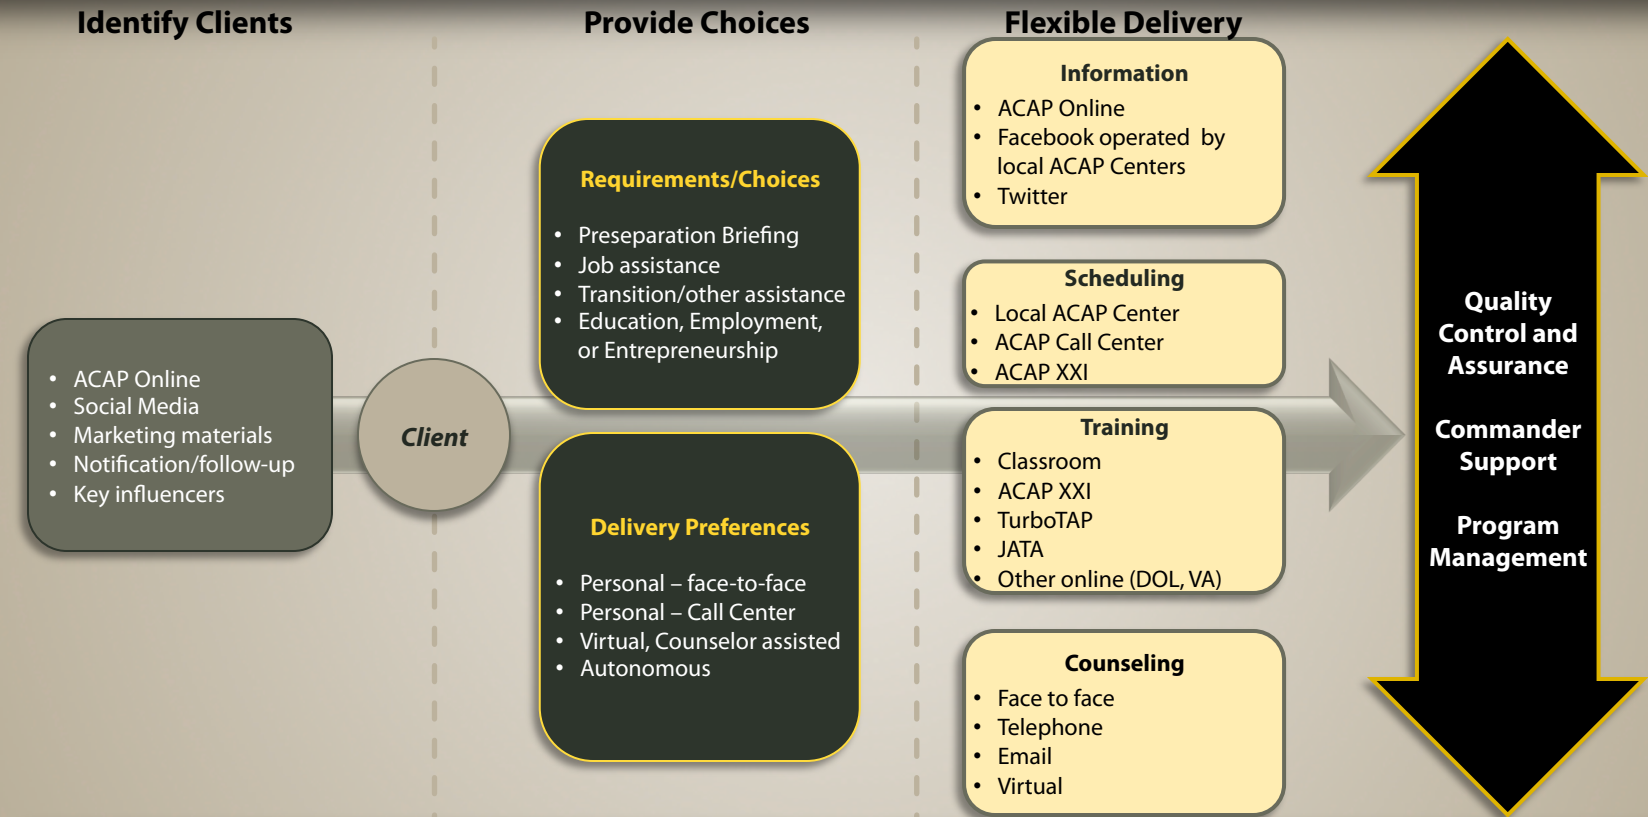 Identify Clients
Provide Choices
Flexible Delivery
• ACAP Online
• Social Media
• Marketing materials
• Notification/follow-up
• Key influencers
Client
Requirements/Choices
• Preseparation Briefing
• Job assistance
• Transition/other assistance
• Education, Employment,
or Entrepreneurship
Delivery Preferences
• Personal – face-to-face
• Personal – Call Center
• Virtual, Counselor assisted
• Autonomous
Information
• ACAP Online
• Facebook operated by
local ACAP Centers
• Twitter
Scheduling
• Local ACAP Center
• ACAP Call Center
• ACAP XXI
Training
• Classroom
• ACAP XXI
• TurboTAP
• JATA
• Other online (DOL, VA)
Counseling
• Face to face
• Telephone
• Email
• Virtual
Quality
Control and
Assurance
Commander
Support
Program
Management